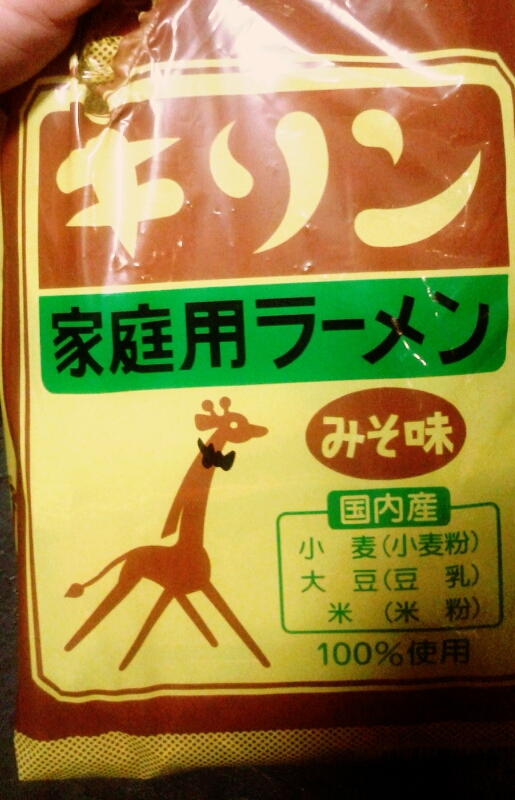 キリン
家庭用ラーメン
みそ味
国内産
小 麦(小麦粉)
大 豆(豆 乳)
米 (米 粉)
100%使用